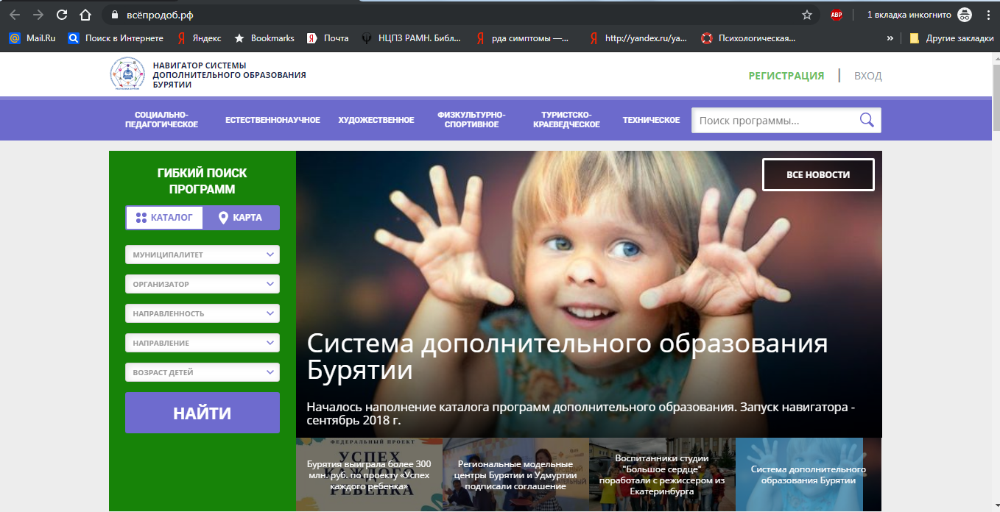 всёпродоб.рф
ABP
1 вкладка инкогнито
Mail.Ru
Поиск в Интернете
Яндекс
Bookmarks
Почта
НЦПЗ РАМН. Библ...
рда симптомы —...
http://yandex.ru/ya...
Психологическая...
»
Другие закладки
НАВИГАТОР СИСТЕМЫ
ДОПОЛНИТЕЛЬНОГО ОБРАЗОВАНИЯ
БУРЯТИИ
РЕГИСТРАЦИЯ | ВХОД
СОЦИАЛЬНО-
ПЕДАГОГИЧЕСКОЕ
ЕСТЕСТВЕННОНАУЧНОЕ
ХУДОЖЕСТВЕННОЕ
ФИЗКУЛЬТУРНО-
СПОРТИВНОЕ
ТУРИСТСКО-
КРАЕВЕДЧЕСКОЕ
ТЕХНИЧЕСКОЕ
Поиск программы...
ГИБКИЙ ПОИСК
ПРОГРАММ
КАТАЛОГ
КАРТА
МУНИЦИПАЛИТЕТ
ОРГАНИЗАТОР
НАПРАВЛЕННОСТЬ
НАПРАВЛЕНИЕ
ВОЗРАСТ ДЕТЕЙ
НАЙТИ
ВСЕ НОВОСТИ
Система дополнительного образования
Бурятии
Началось наполнение каталога программ дополнительного образования. Запуск навигатора -
сентябрь 2018 г.
ФЕДЕРАЛЬНЫЙ ПРОЕКТ
УСПЕХ
КАЖДОГО
РЕБЕНКА
Бурятия выиграла более 300
млн. руб. по проекту «Успех
каждого ребенка»
Региональные модельные
центры Бурятии и Удмуртии
подписали соглашение
Воспитанники студии
"Большое сердце"
поработали с режиссером из
Екатеринбурга
Система дополнительного
образования Бурятии